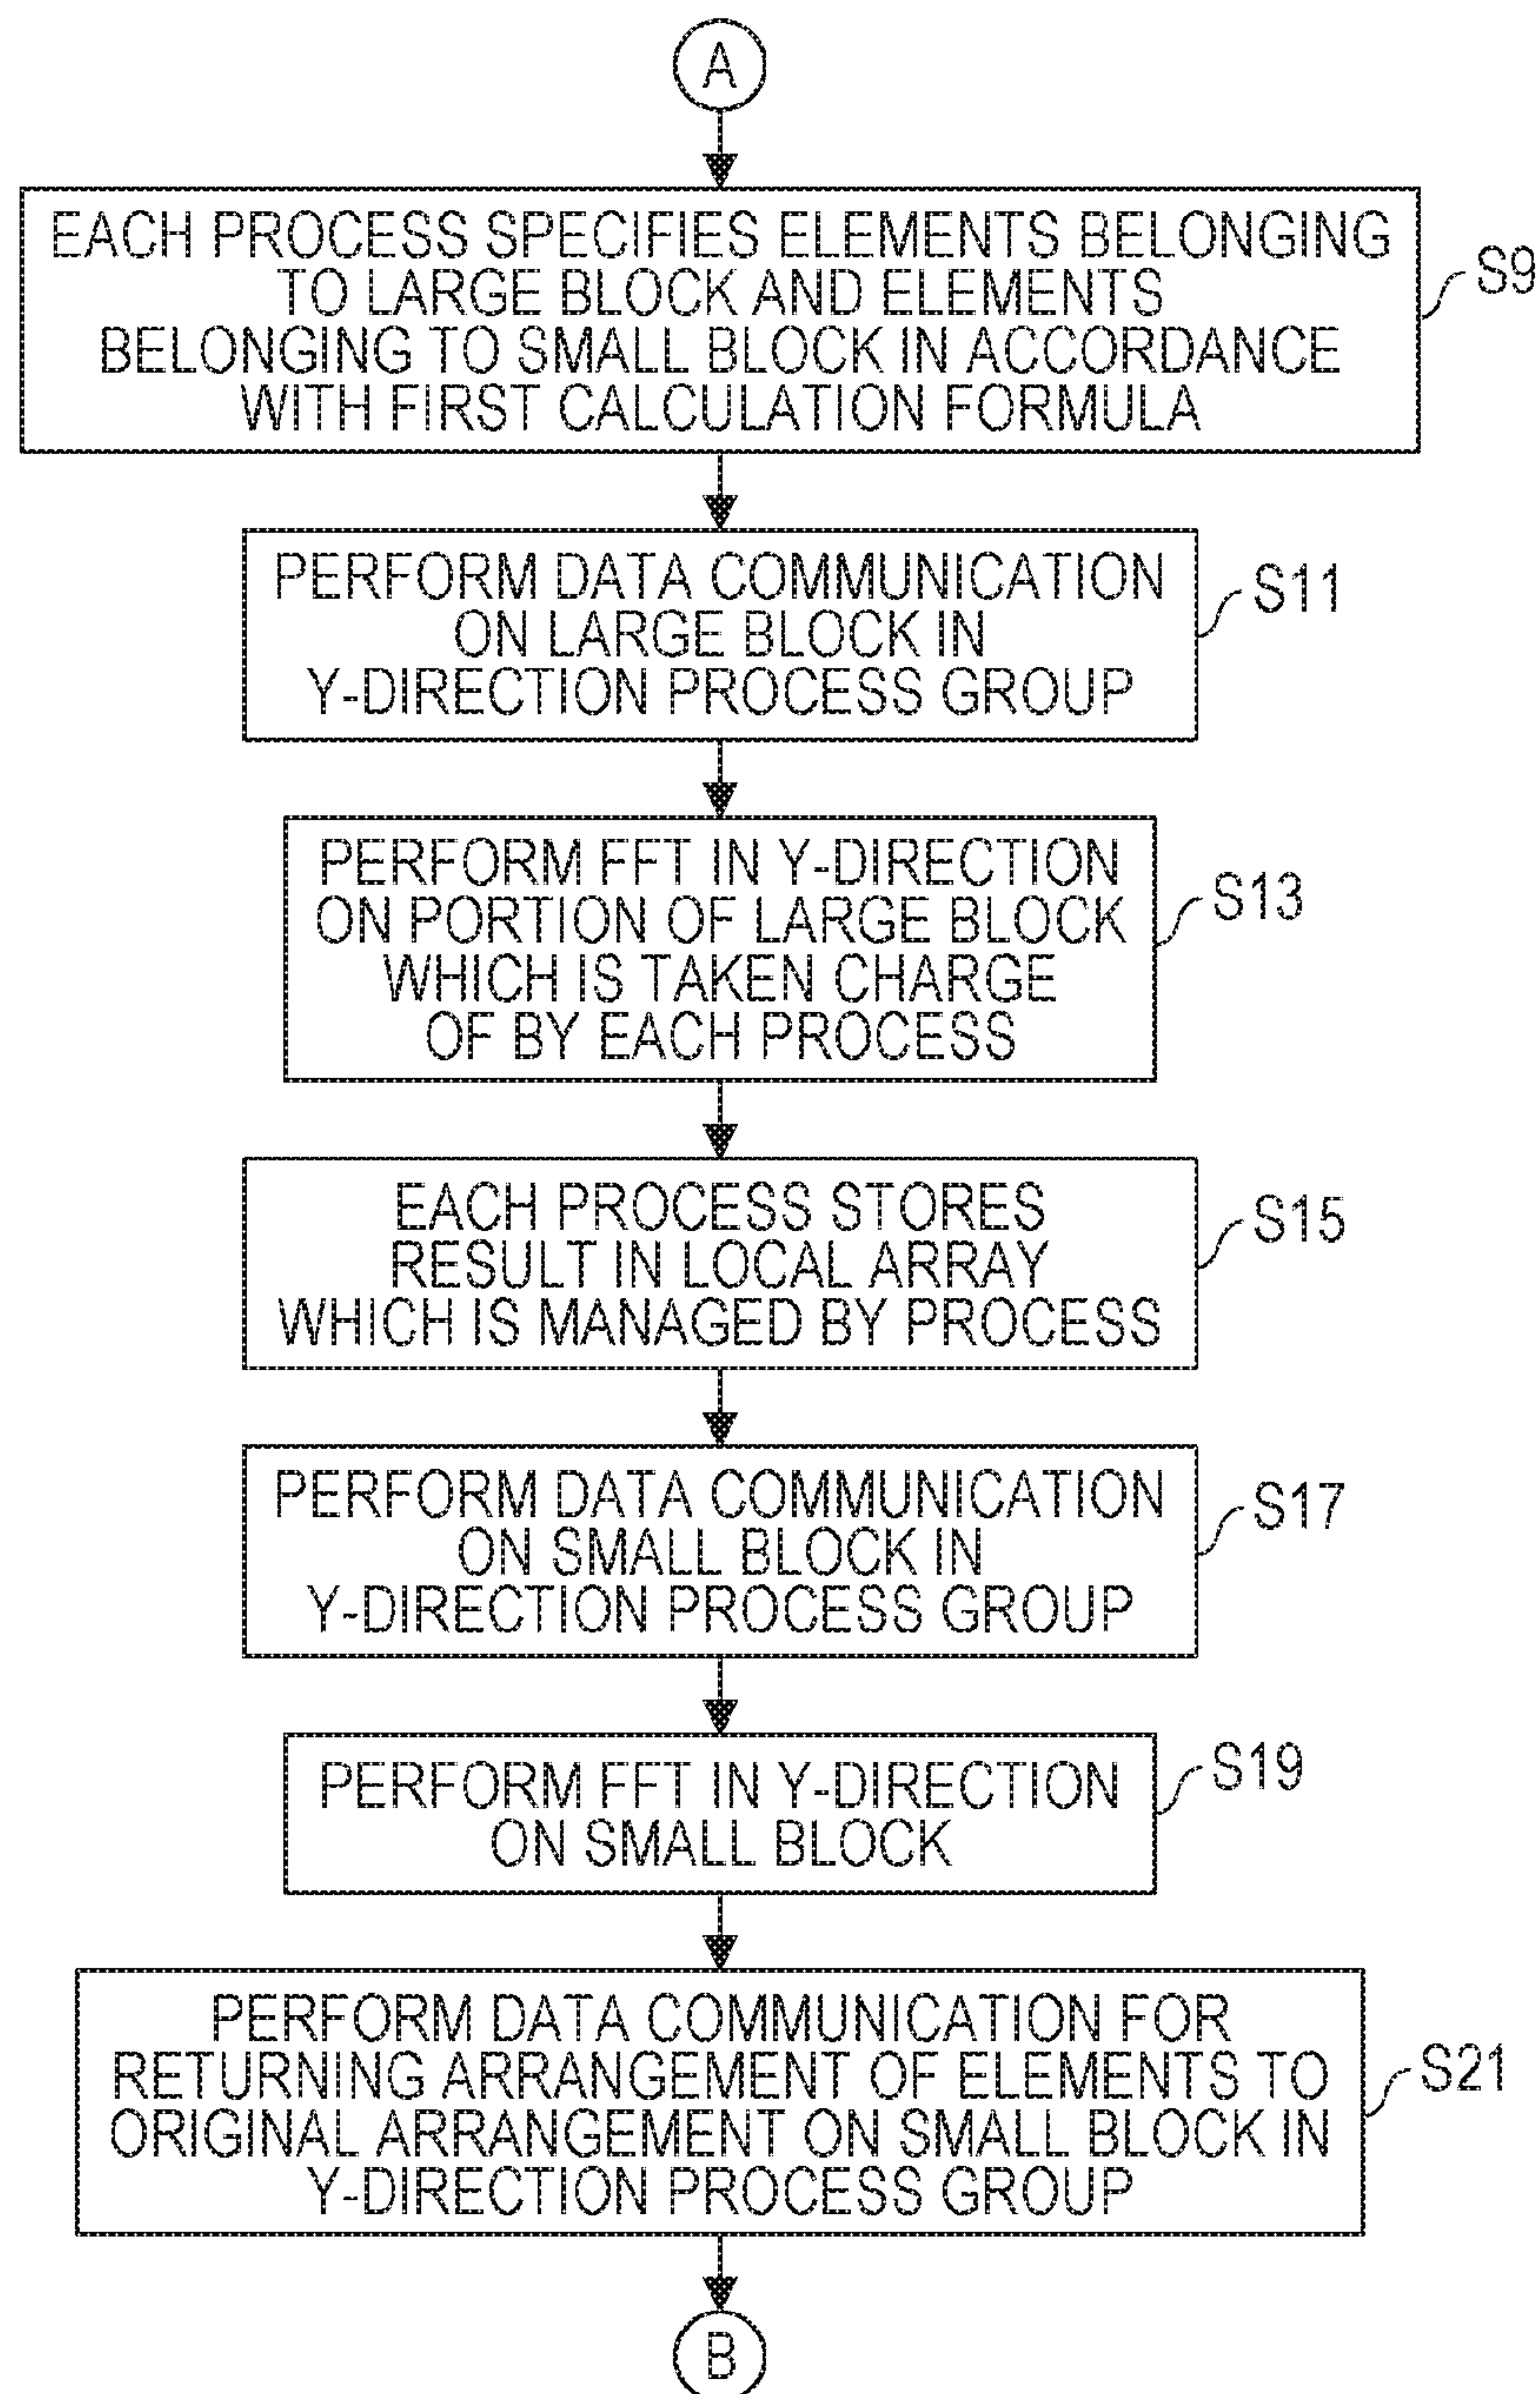 A
EACH PROCESS SPECIFIES ELEMENTS BELONGING
TO LARGE BLOCK AND ELEMENTS
BELONGING TO SMALL BLOCK IN ACCORDANCE
WITH FIRST CALCULATION FORMULA
S9
PERFORM DATA COMMUNICATION
ON LARGE BLOCK IN
Y-DIRECTION PROCESS GROUP
S11
PERFORM FFT IN Y-DIRECTION
ON PORTION OF LARGE BLOCK
WHICH IS TAKEN CHARGE
OF BY EACH PROCESS
S13
EACH PROCESS STORES
RESULT IN LOCAL ARRAY
WHICH IS MANAGED BY PROCESS
S15
PERFORM DATA COMMUNICATION
ON SMALL BLOCK IN
Y-DIRECTION PROCESS GROUP
S17
PERFORM FFT IN Y-DIRECTION
ON SMALL BLOCK
S19
PERFORM DATA COMMUNICATION FOR
RETURNING ARRANGEMENT OF ELEMENTS TO
ORIGINAL ARRANGEMENT ON SMALL BLOCK IN
Y-DIRECTION PROCESS GROUP
S21
B